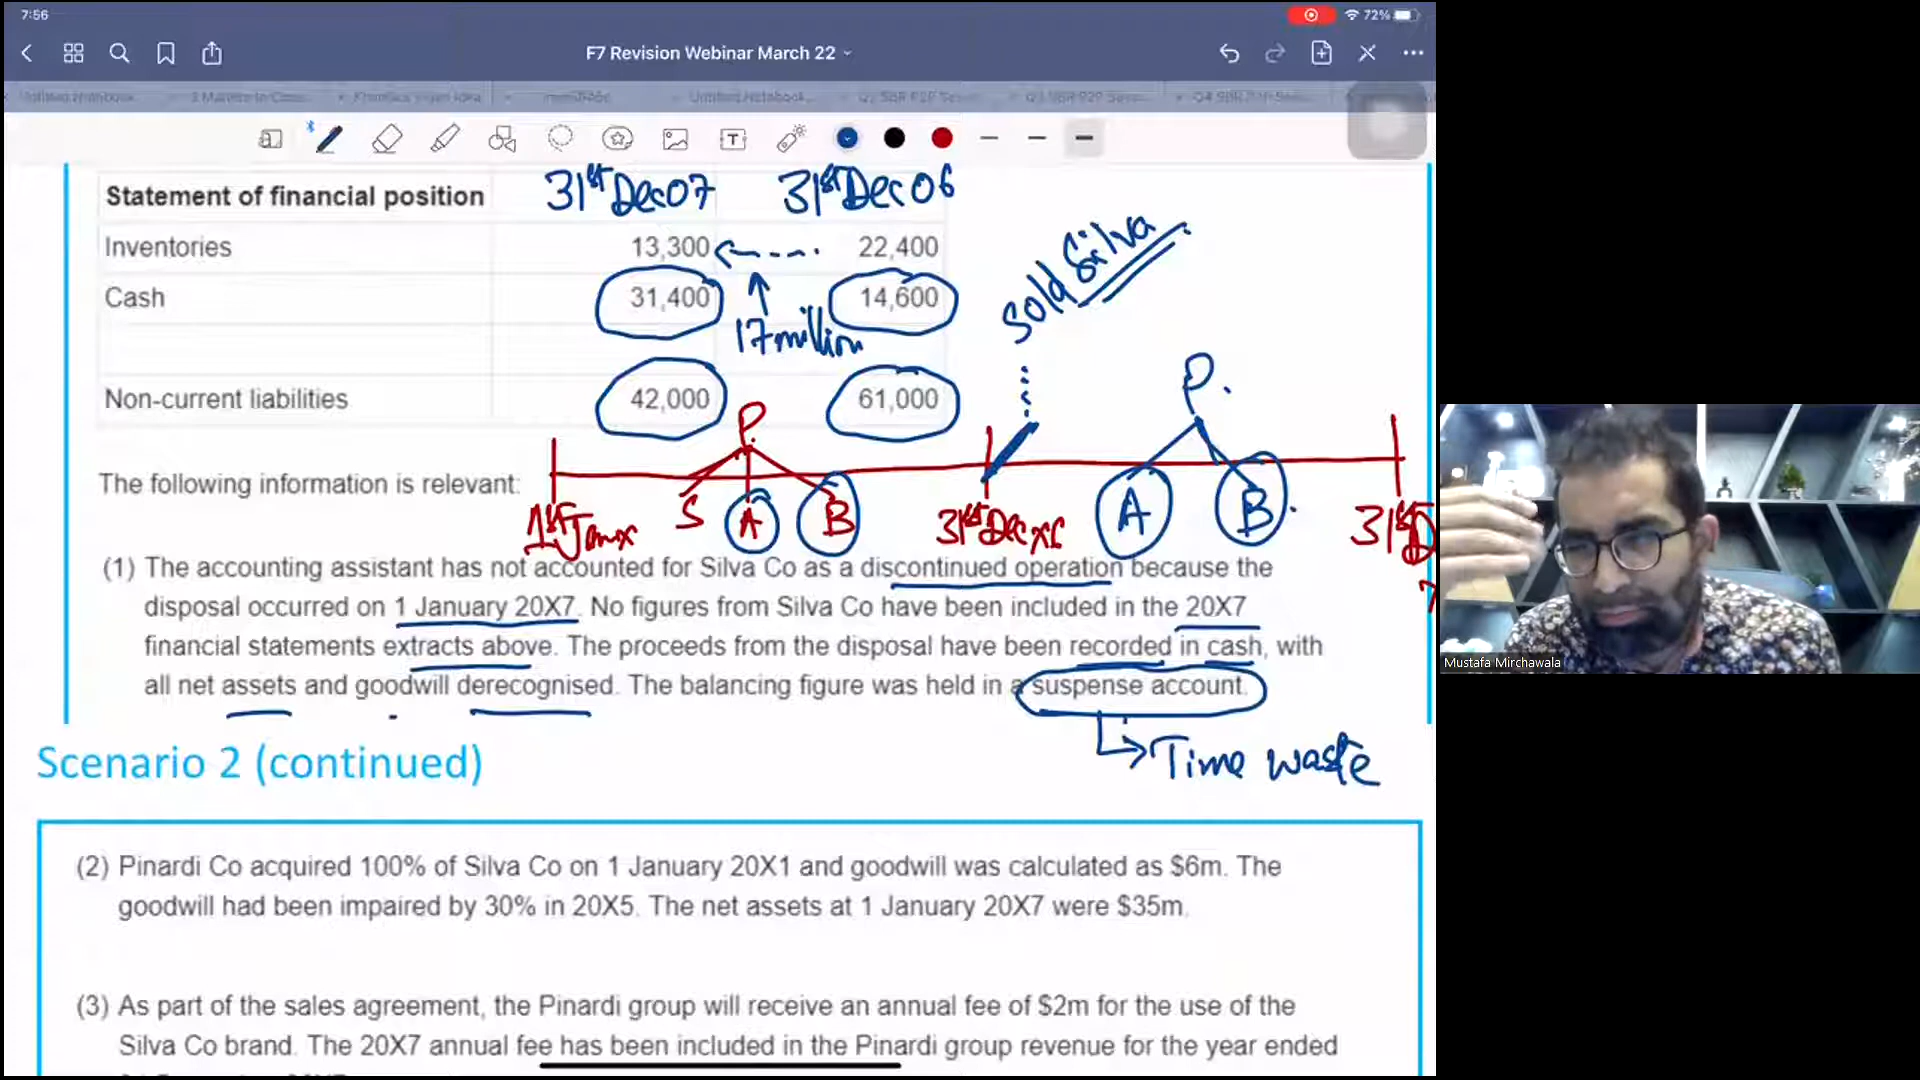 7:56
72%
F7 Revision Webinar March 22
Statement of financial position 31st Dec 07 31st Dec 06
Inventories 13,300 22,400
sold Silva
Cash 31,400 14,600
17 million
P.
Non-current liabilities 42,000 61,000
P.
The following information is relevant:
S A B A B.
(1) The accounting assistant has not accounted for Silva Co as a discontinued operation because the
disposal occurred on 1 January 20X7. No figures from Silva Co have been included in the 20X7
financial statements extracts above. The proceeds from the disposal have been recorded in cash, with
all net assets and goodwill derecognised. The balancing figure was held in a suspense account.
Time waste
Scenario 2 (continued)
(2) Pinardi Co acquired 100% of Silva Co on 1 January 20X1 and goodwill was calculated as $6m. The
goodwill had been impaired by 30% in 20X5. The net assets at 1 January 20X7 were $35m.
(3) As part of the sales agreement, the Pinardi group will receive an annual fee of $2m for the use of the
Silva Co brand. The 20X7 annual fee has been included in the Pinardi group revenue for the year ended
Mustafa Mirchawala